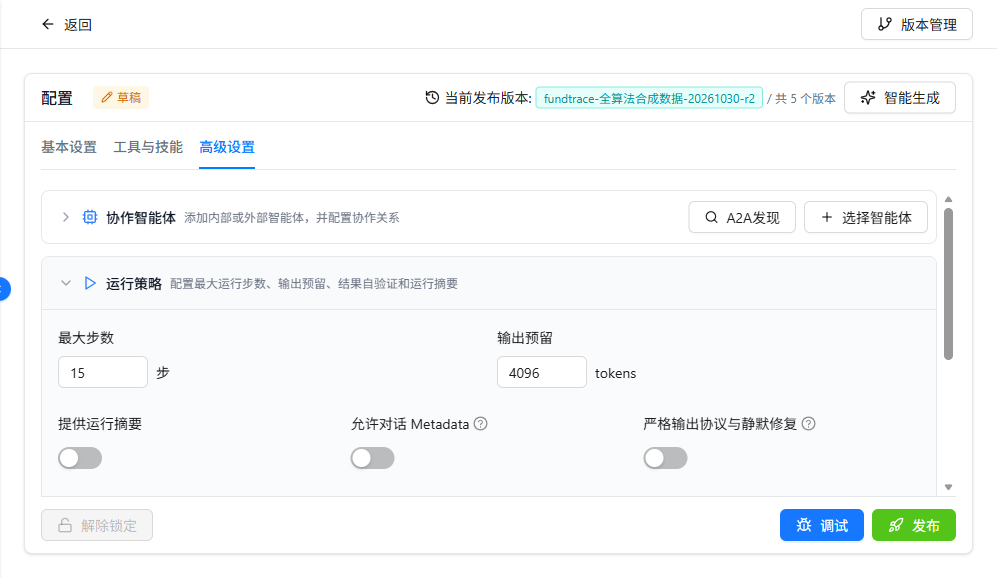 返回
版本管理
配置 草稿 当前发布版本: fundtrace-全算法合成数据-20261030-r2 / 共 5 个版本 智能生成
基本设置 工具与技能 高级设置
协作智能体 添加内部或外部智能体，并配置协作关系 A2A发现 选择智能体
运行策略 配置最大运行步数、输出预留、结果自验证和运行摘要
最大步数 输出预留
15 步 4096 tokens
提供运行摘要 允许对话 Metadata 严格输出协议与静默修复
解除锁定 调试 发布